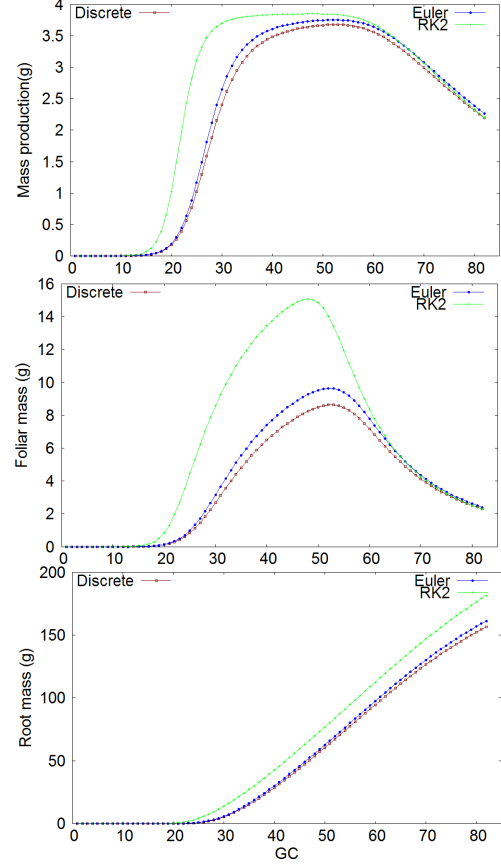 Mass production(g)
4
3.5
3
2.5
2
1.5
1
0.5
0
Discrete
Euler
RK2
0 10 20 30 40 50 60 70 80
Foliar mass (g)
16
14
12
10
8
6
4
2
0
Discrete
Euler
RK2
0 10 20 30 40 50 60 70 80
Root mass (g)
200
150
100
50
0
Discrete
Euler
RK2
0 10 20 30 40 50 60 70 80
GC